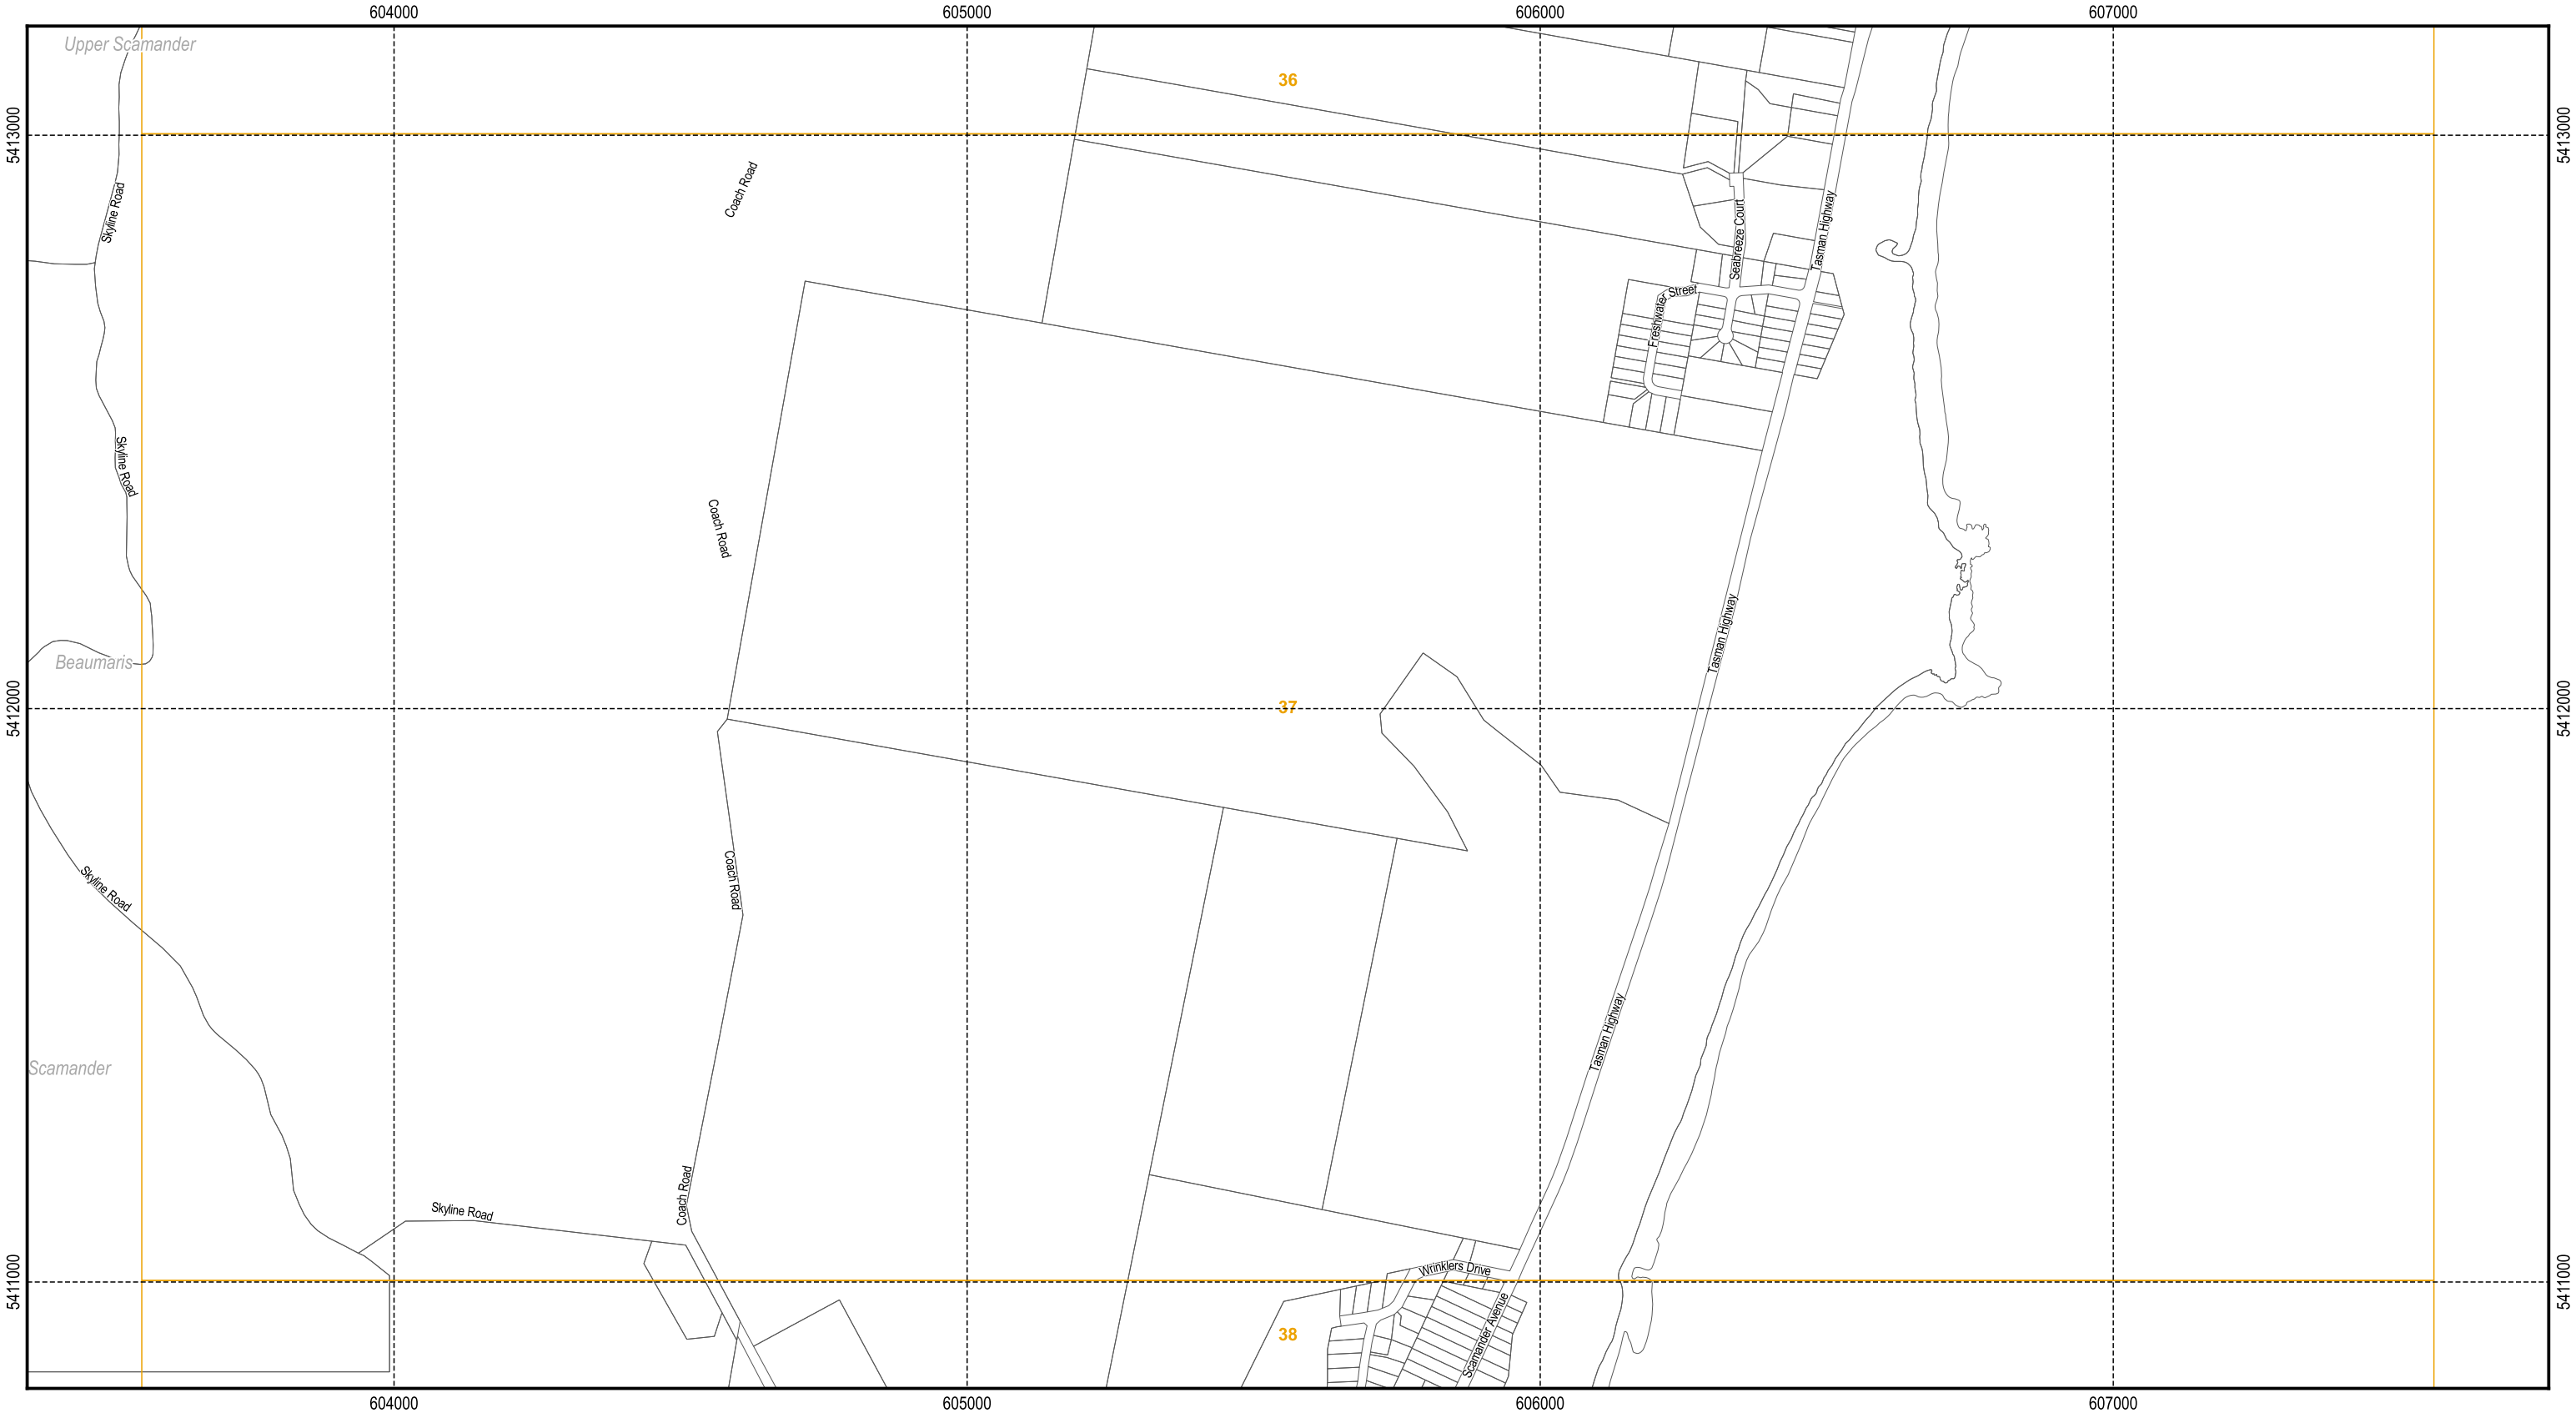 604000
605000
606000
607000
Upper Scamander
36
5413000
5413000
Coach Road
Skyline Road
Seabreeze Court
Tasman Highway
Freshwater Street
Skyline Road
Coach Road
Tasman Highway
Beaumaris
5412000
37
5412000
Skyline Road
Coach Road
Tasman Highway
Scamander
Coach Road
Skyline Road
Wrinklers Drive
5411000
5411000
Scamander Avenue
38
604000
605000
606000
607000